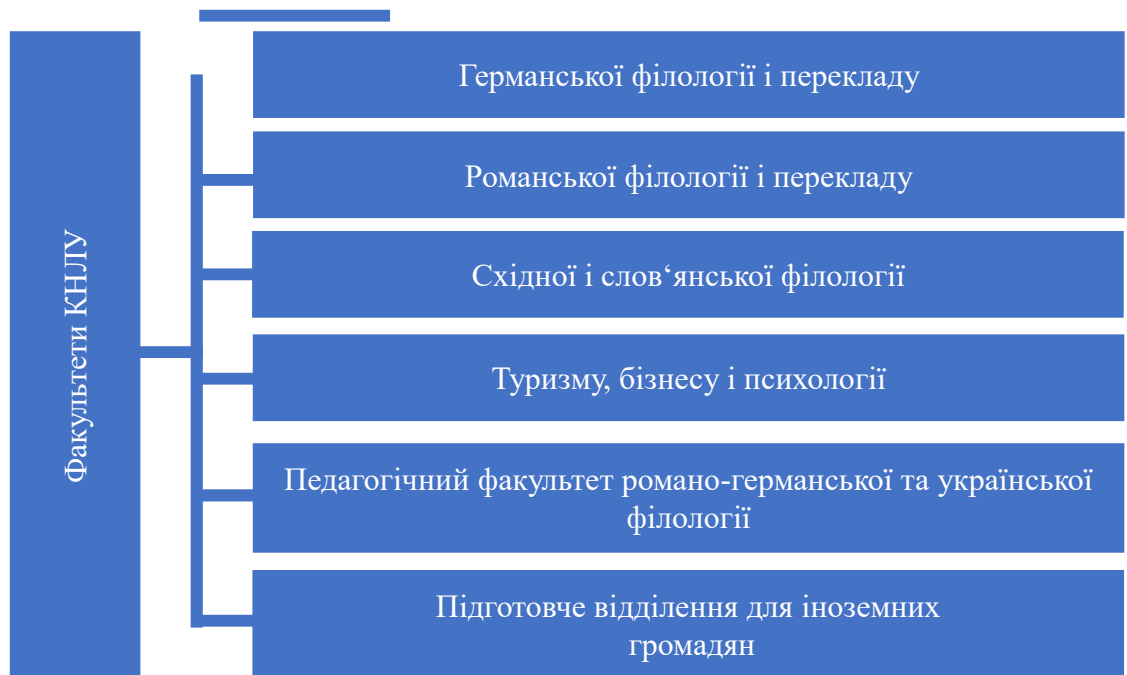 Факультети КНЛУ
Германської філології і перекладу
Романської філології і перекладу
Східної і слов‘янської філології
Туризму, бізнесу і психології
Педагогічний факультет романо-германської та української
філології
Підготовче відділення для іноземних
громадян